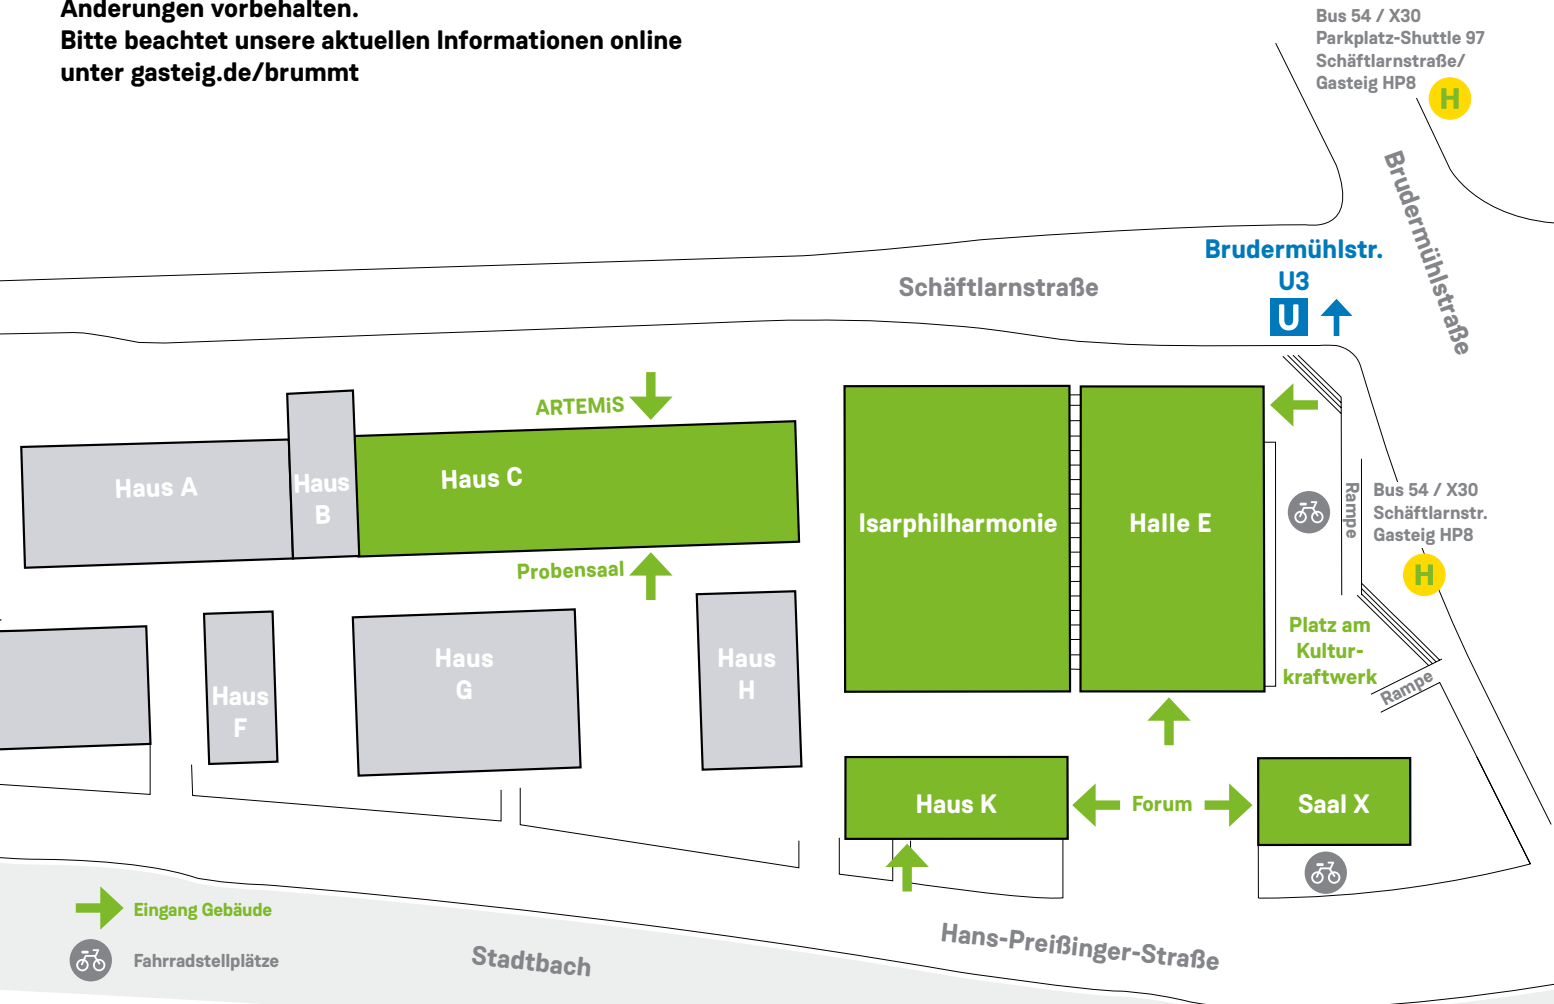 Änderungen vorbehalten.
Bitte beachtet unsere aktuellen Informationen online
unter gasteig.de/brummt
Bus 54 / X30
Parkplatz-Shuttle 97
Schäftlarnstraße/
Gasteig HP8
H
Brudermühlstraße
Brudermühlstr.
U3
U
Schäftlarnstraße
ARTEMiS
Haus A
Haus
B
Haus C
Probensaal
Isarphilharmonie
Halle E
Rampe
Bus 54 / X30
Schäftlarnstr.
Gasteig HP8
H
Platz am
Kultur-
kraftwerk
Rampe
Haus
F
Haus
G
Haus
H
Haus K
Forum
Saal X
Eingang Gebäude
Fahrradstellplätze
Stadtbach
Hans-Preißinger-Straße